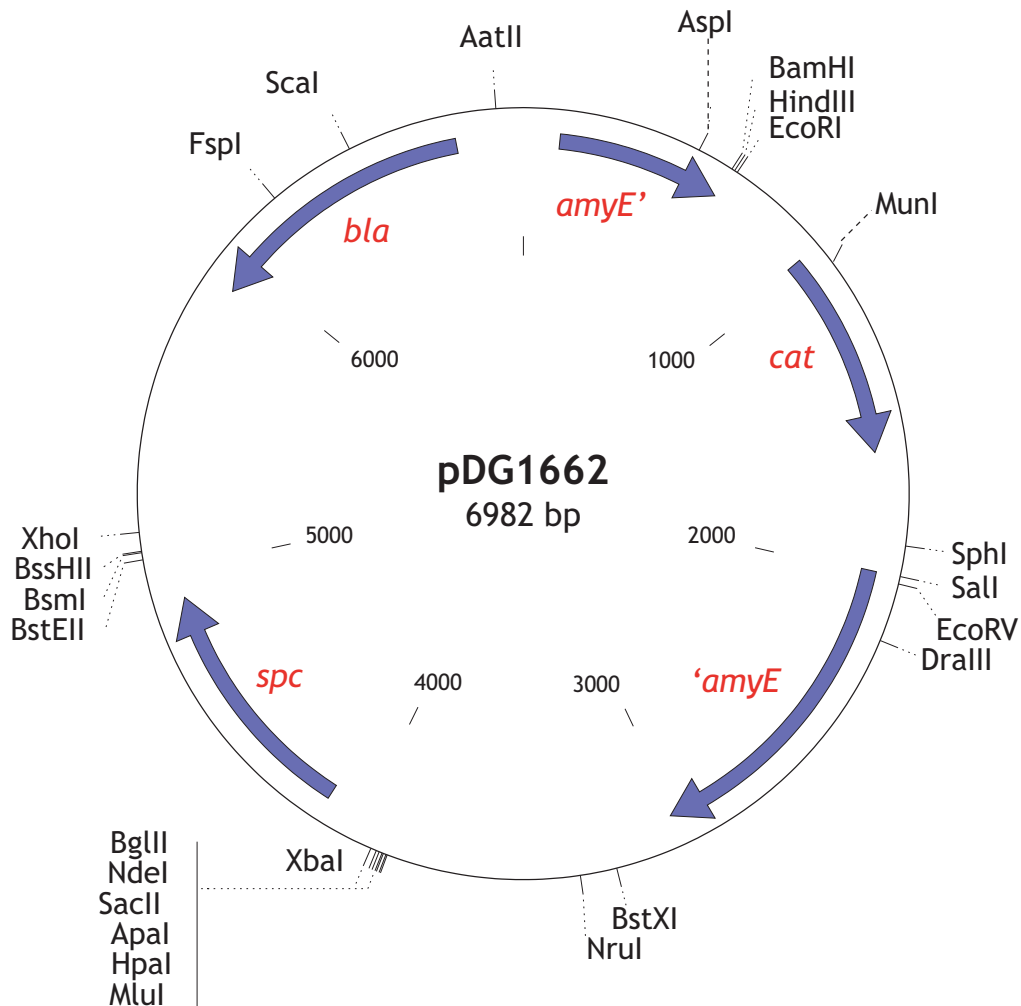 AatII
AspI
ScaI
BamHI
HindIII
EcoRI
FspI
amyE’
MunI
bla
6000
1000
cat
pDG1662
6982 bp
XhoI
BssHII
BsmI
BstEII
5000
2000
SphI
SalI
EcoRV
DraIII
spc
4000
3000
‘amyE
BglII
NdeI
SacII
ApaI
HpaI
MluI
XbaI
BstXI
NruI